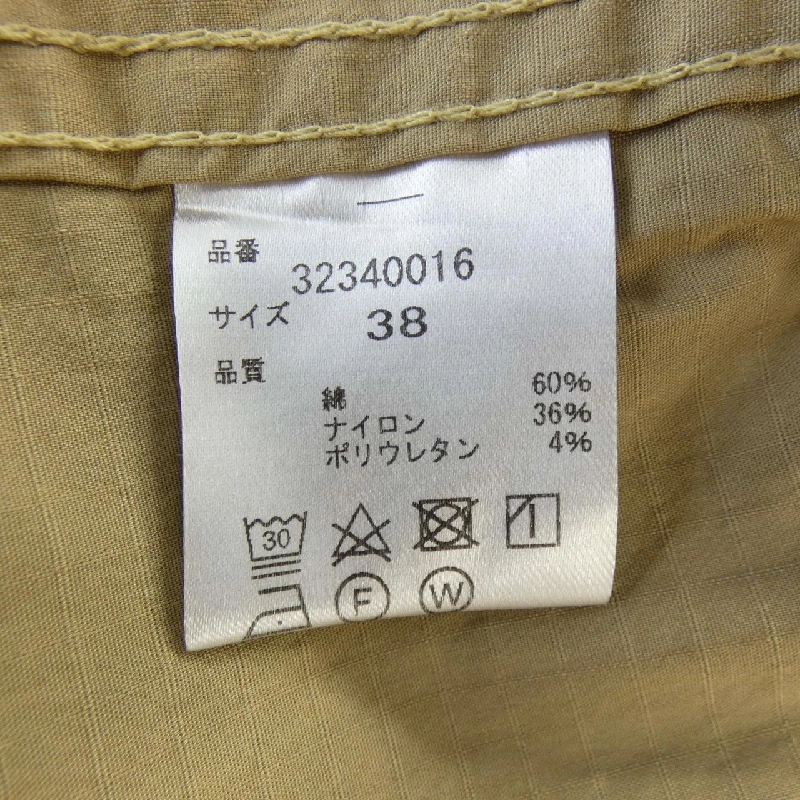 品番 32340016
サイズ 38
品質
綿 60%
ナイロン 36%
ポリウレタン 4%
30
F W